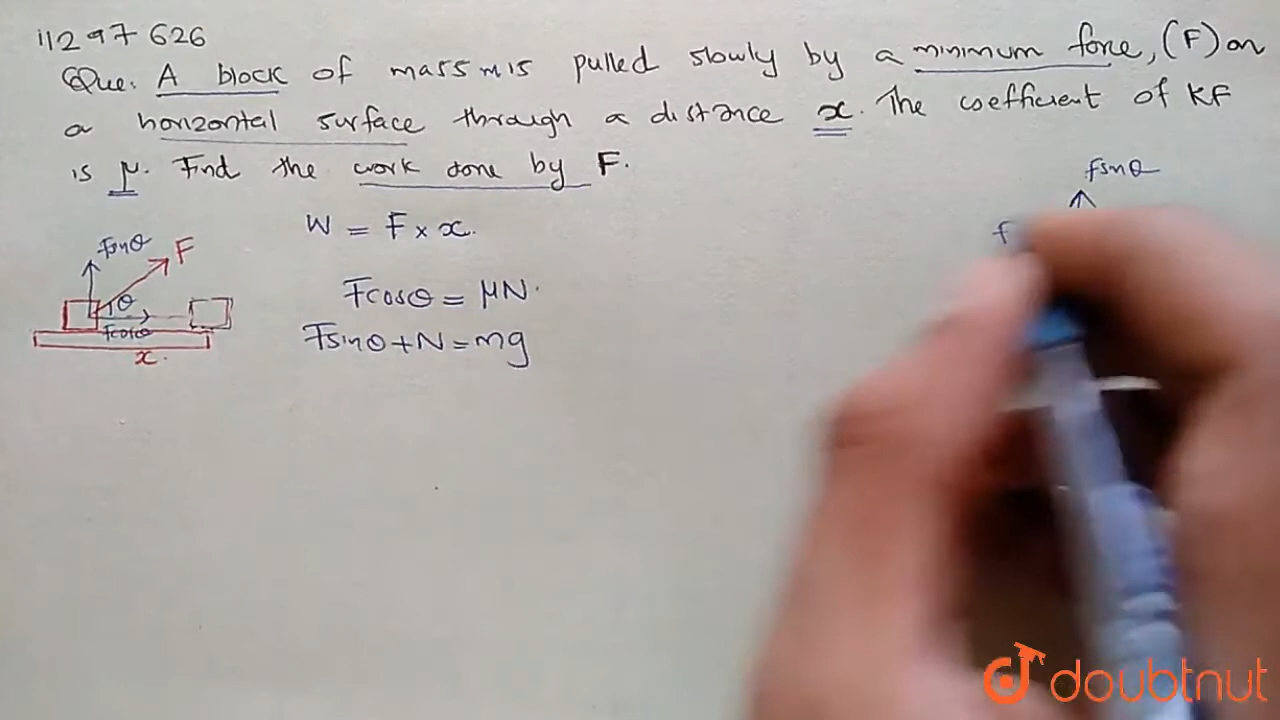 11297626
Que. A block of mass m is pulled slowly by a minimum force, (F) on
a horizontal surface through a distance x. The coefficient of KF
is μ. Find the work done by F.
fsinθ
W = F × x.
Fsinθ
F
f
θ
Fcosθ = μN.
Fcosθ
Fsinθ + N = mg
x.
doubtnut